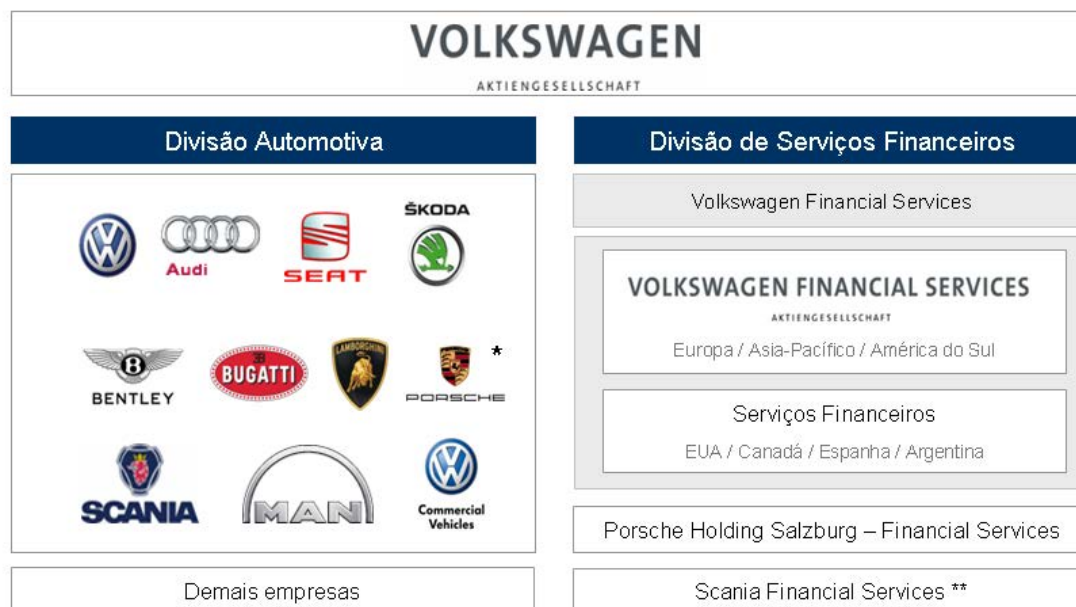 VOLKSWAGEN
AKTIENGESELLSCHAFT
Divisão Automotiva
Audi
SEAT
ŠKODA
BENTLEY
BUGATTI
LAMBORGHINI
*
PORSCHE
SCANIA
MAN
Commercial
Vehicles
Demais empresas
Divisão de Serviços Financeiros
Volkswagen Financial Services
VOLKSWAGEN FINANCIAL SERVICES
AKTIENGESELLSCHAFT
Europa / Asia-Pacífico / América do Sul
Serviços Financeiros
EUA / Canadá / Espanha / Argentina
Porsche Holding Salzburg – Financial Services
Scania Financial Services **